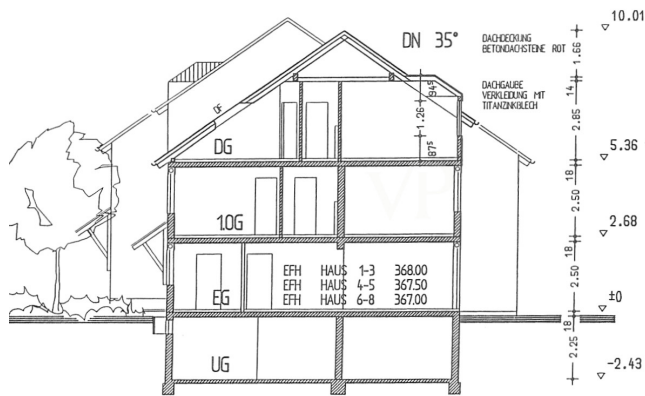 10.01
DN 35°
DACHDECKUNG
BETONDACHSTEINE ROT
1.66
DACHGAUBE
VERKLEIDUNG MIT
TITANZINKBLECH
14
94⁵
DF
1.26
2.85
DG
87⁵
5.36
18
2.50
1.OG
2.68
18
EFH HAUS 1-3 368.00
EFH HAUS 4-5 367.50
EFH HAUS 6-8 367.00
2.50
EG
±0
18
UG
2.25
-2.43